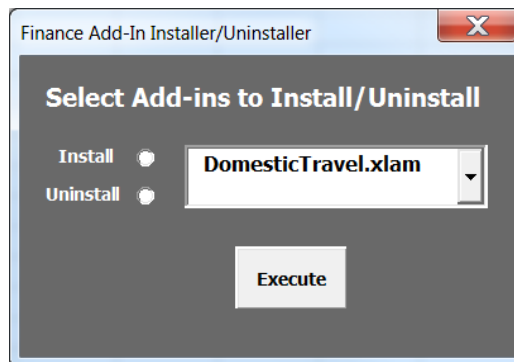 Finance Add-In Installer/Uninstaller
Select Add-ins to Install/Uninstall
Install
DomesticTravel.xlam
Uninstall
Execute